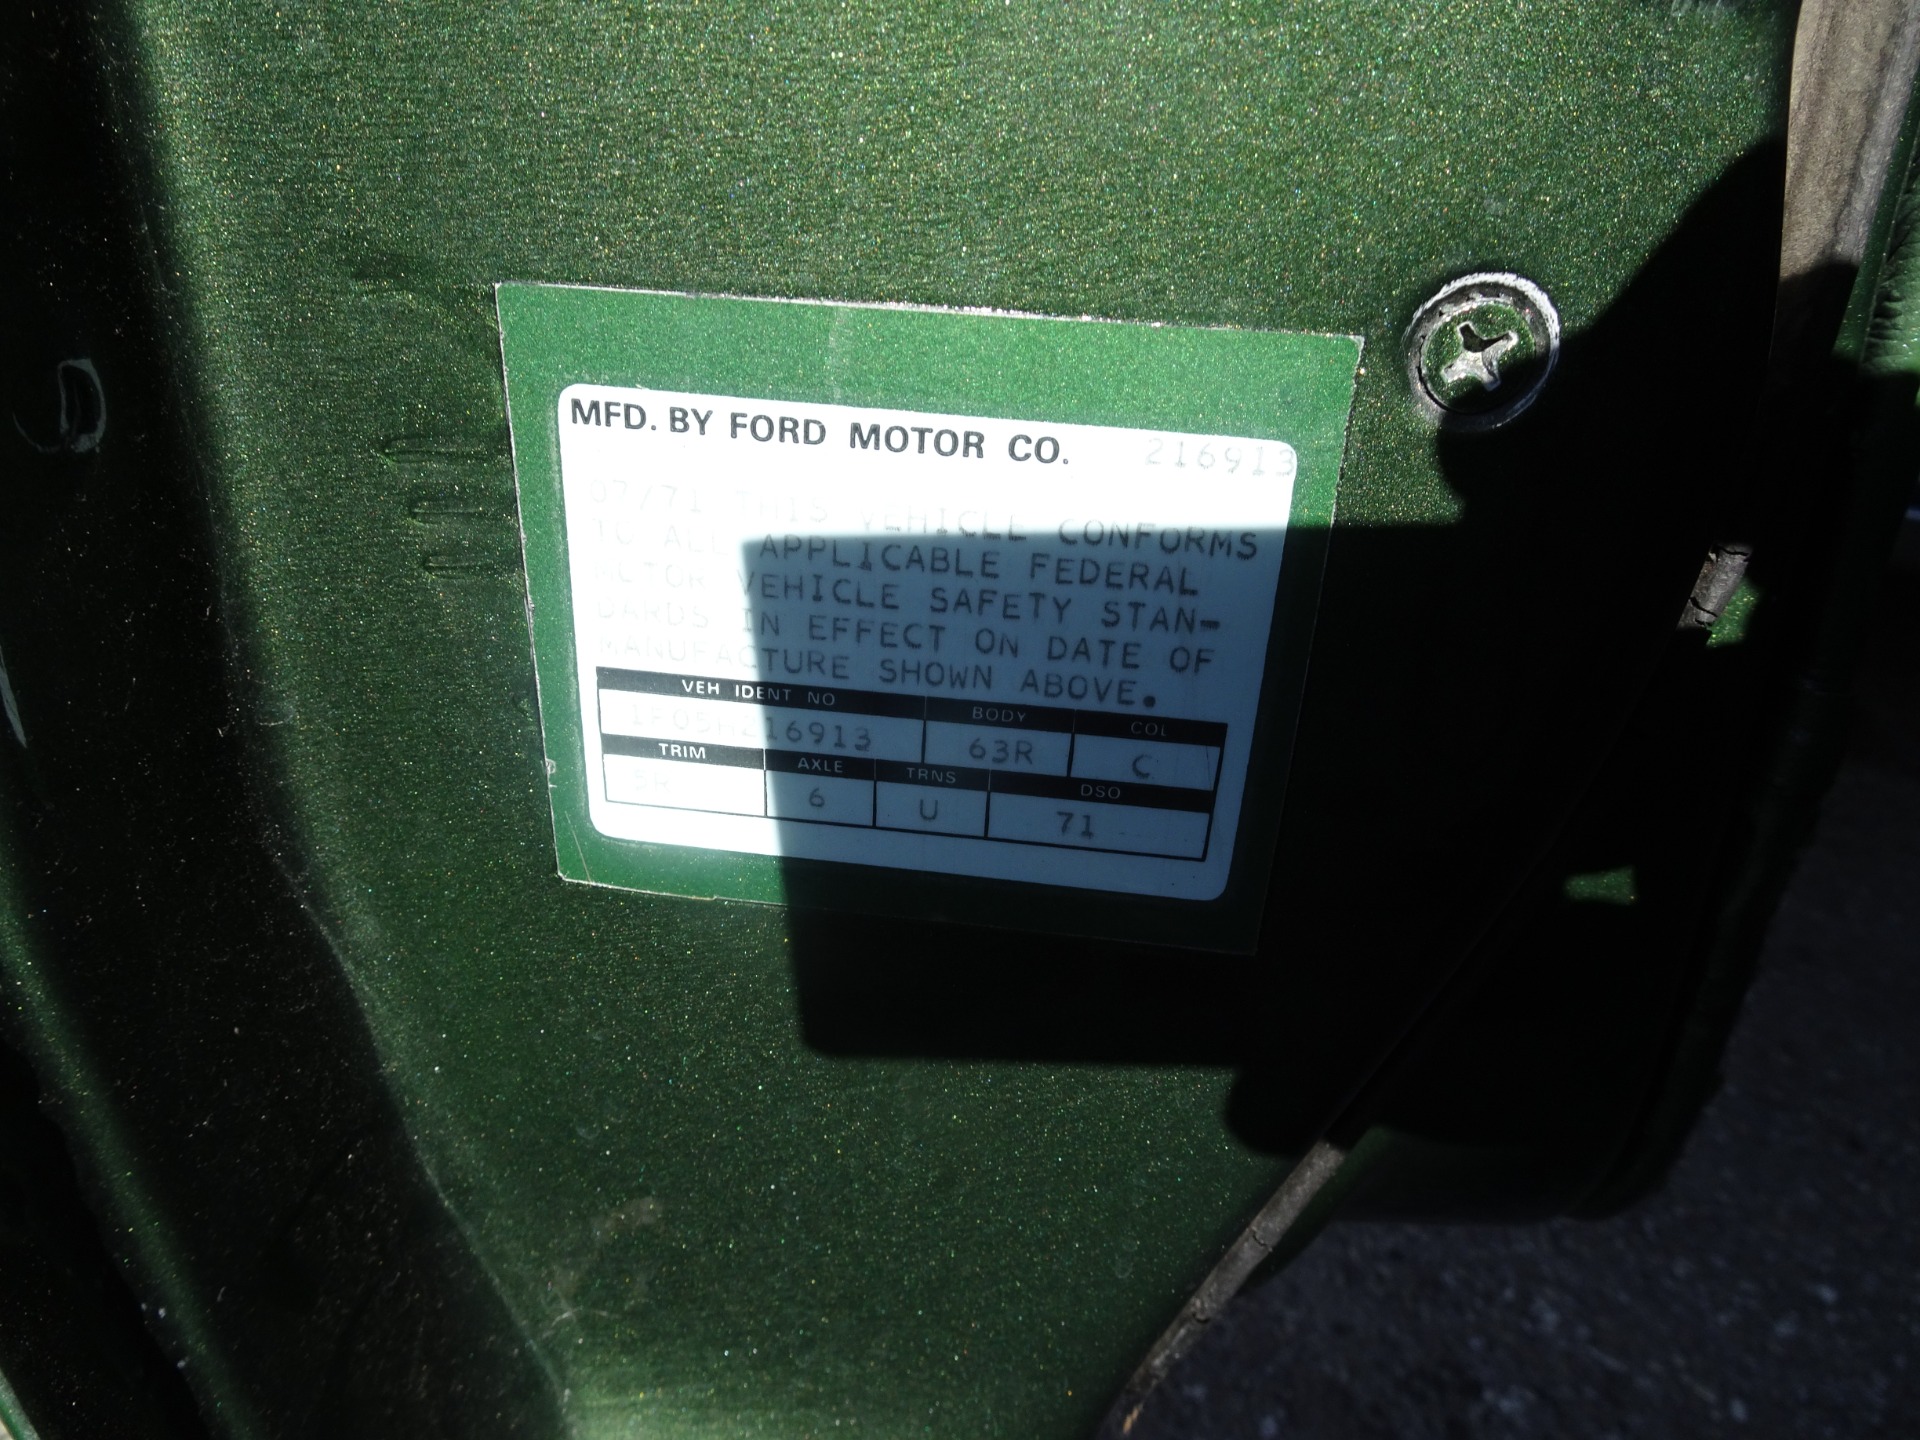 MFD. BY FORD MOTOR CO. 216913
07/71 THIS VEHICLE CONFORMS
TO ALL APPLICABLE FEDERAL
MOTOR VEHICLE SAFETY STAN-
DARDS IN EFFECT ON DATE OF
MANUFACTURE SHOWN ABOVE.
VEH IDENT NO BODY COL
1F05H216913 63R C
TRIM AXLE TRNS DSO
5R 6 U 71